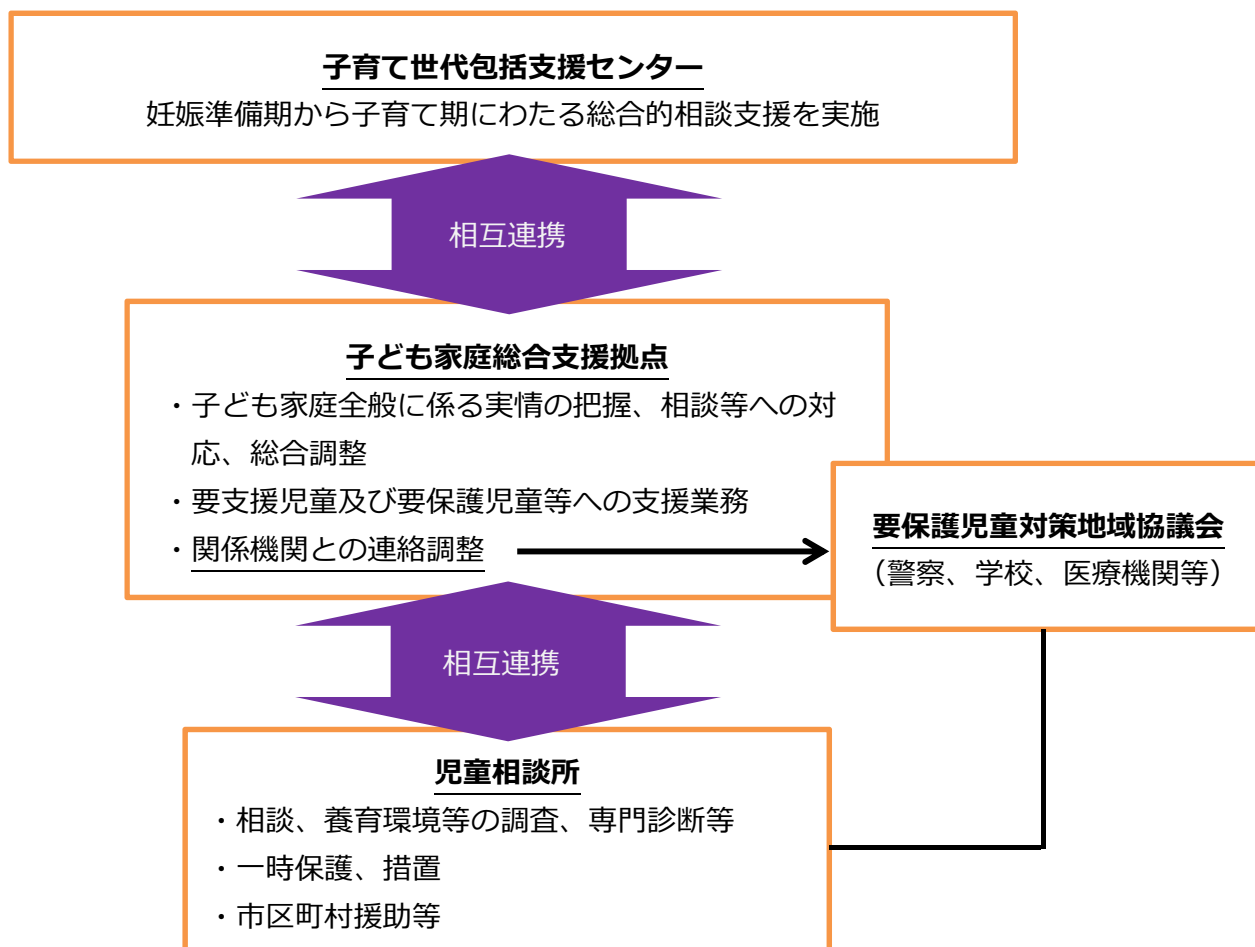 子育て世代包括支援センター
妊娠準備期から子育て期にわたる総合的相談支援を実施
相互連携
子ども家庭総合支援拠点
・子ども家庭全般に係る実情の把握、相談等への対
応、総合調整
・要支援児童及び要保護児童等への支援業務
・関係機関との連絡調整
要保護児童対策地域協議会
（警察、学校、医療機関等）
相互連携
児童相談所
・相談、養育環境等の調査、専門診断等
・一時保護、措置
・市区町村援助等